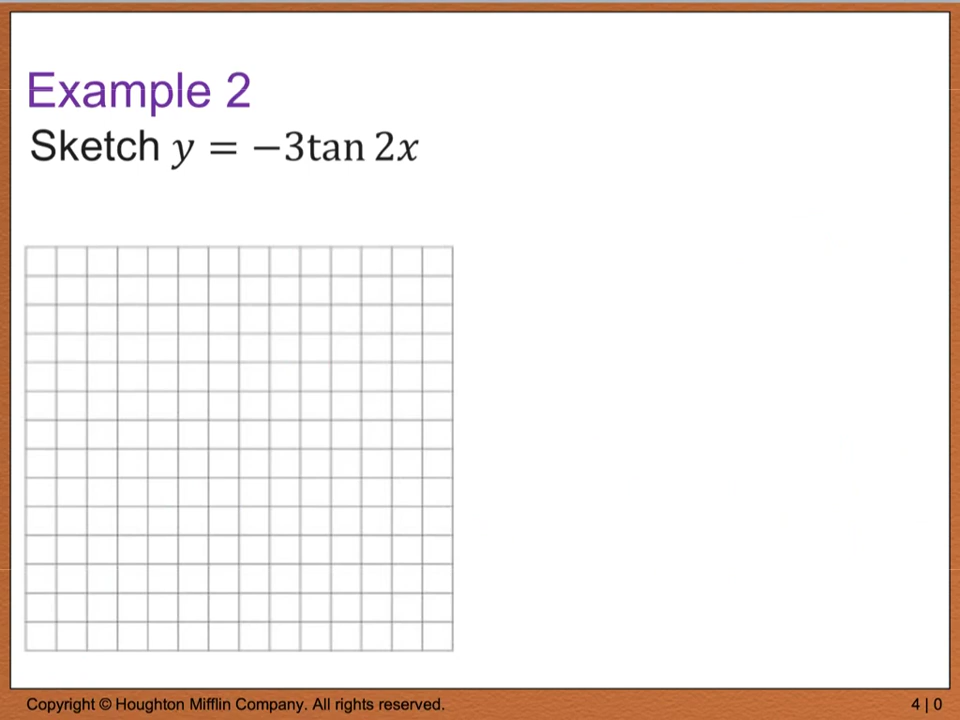 Example 2
Sketch y = −3tan 2x
Copyright © Houghton Mifflin Company. All rights reserved.
4 | 0